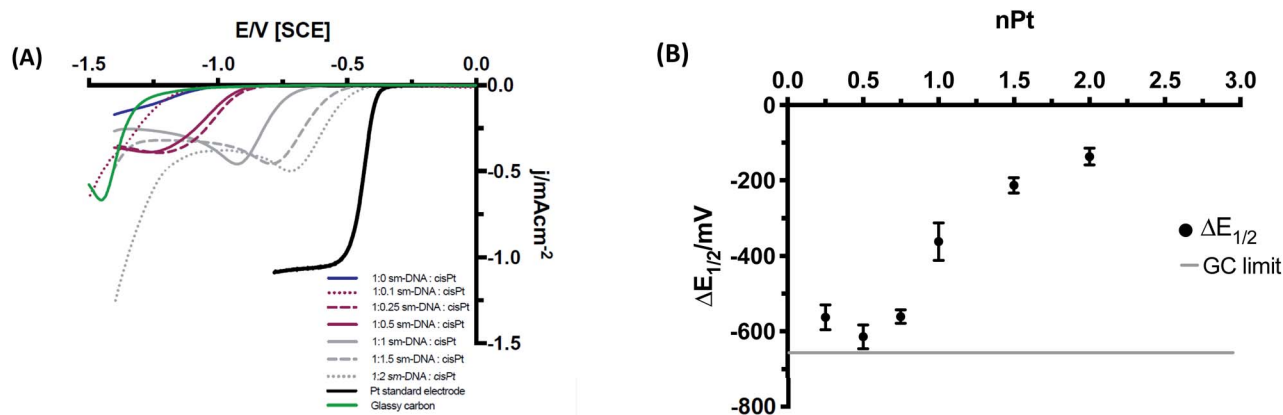 (A)
E/V [SCE]
-1.5 -1.0 -0.5 0.0
0.0
-0.5
-1.0
-1.5
j/mAcm-2
1:0 sm-DNA : cisPt
1:0.1 sm-DNA : cisPt
1:0.25 sm-DNA : cisPt
1:0.5 sm-DNA : cisPt
1:1 sm-DNA : cisPt
1:1.5 sm-DNA : cisPt
1:2 sm-DNA : cisPt
Pt standard electrode
Glassy carbon
(B)
nPt
0.0 0.5 1.0 1.5 2.0 2.5 3.0
0
-200
-400
-600
-800
ΔE1/2/mV
ΔE1/2
GC limit